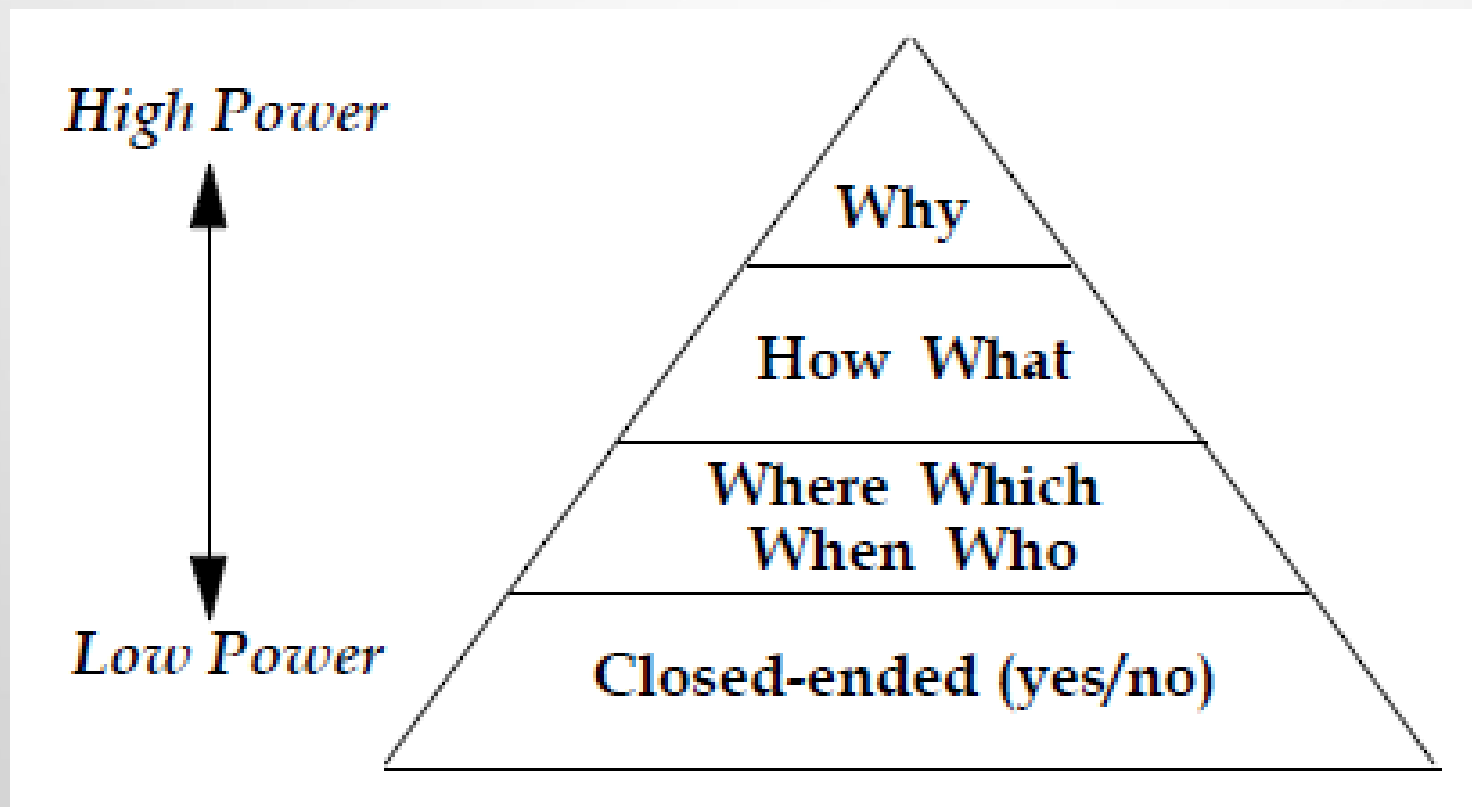 High Power
Why
How What
Where Which
When Who
Low Power
Closed-ended (yes/no)